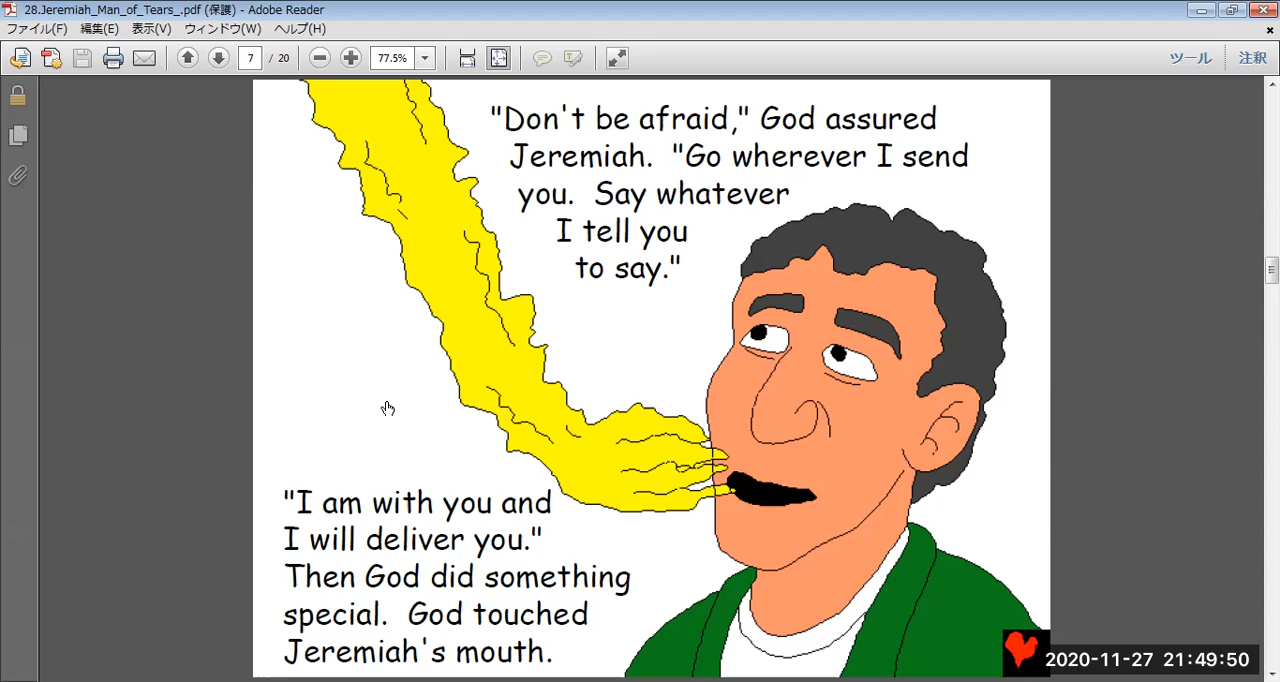 28.Jeremiah_Man_of_Tears_.pdf (保護) - Adobe Reader
ファイル(F) 編集(E) 表示(V) ウィンドウ(W) ヘルプ(H)
7 / 20 77.5% ツール 注釈
"Don't be afraid," God assured
Jeremiah. "Go wherever I send
you. Say whatever
I tell you
to say."
"I am with you and
I will deliver you."
Then God did something
special. God touched
Jeremiah's mouth.
2020-11-27 21:49:50